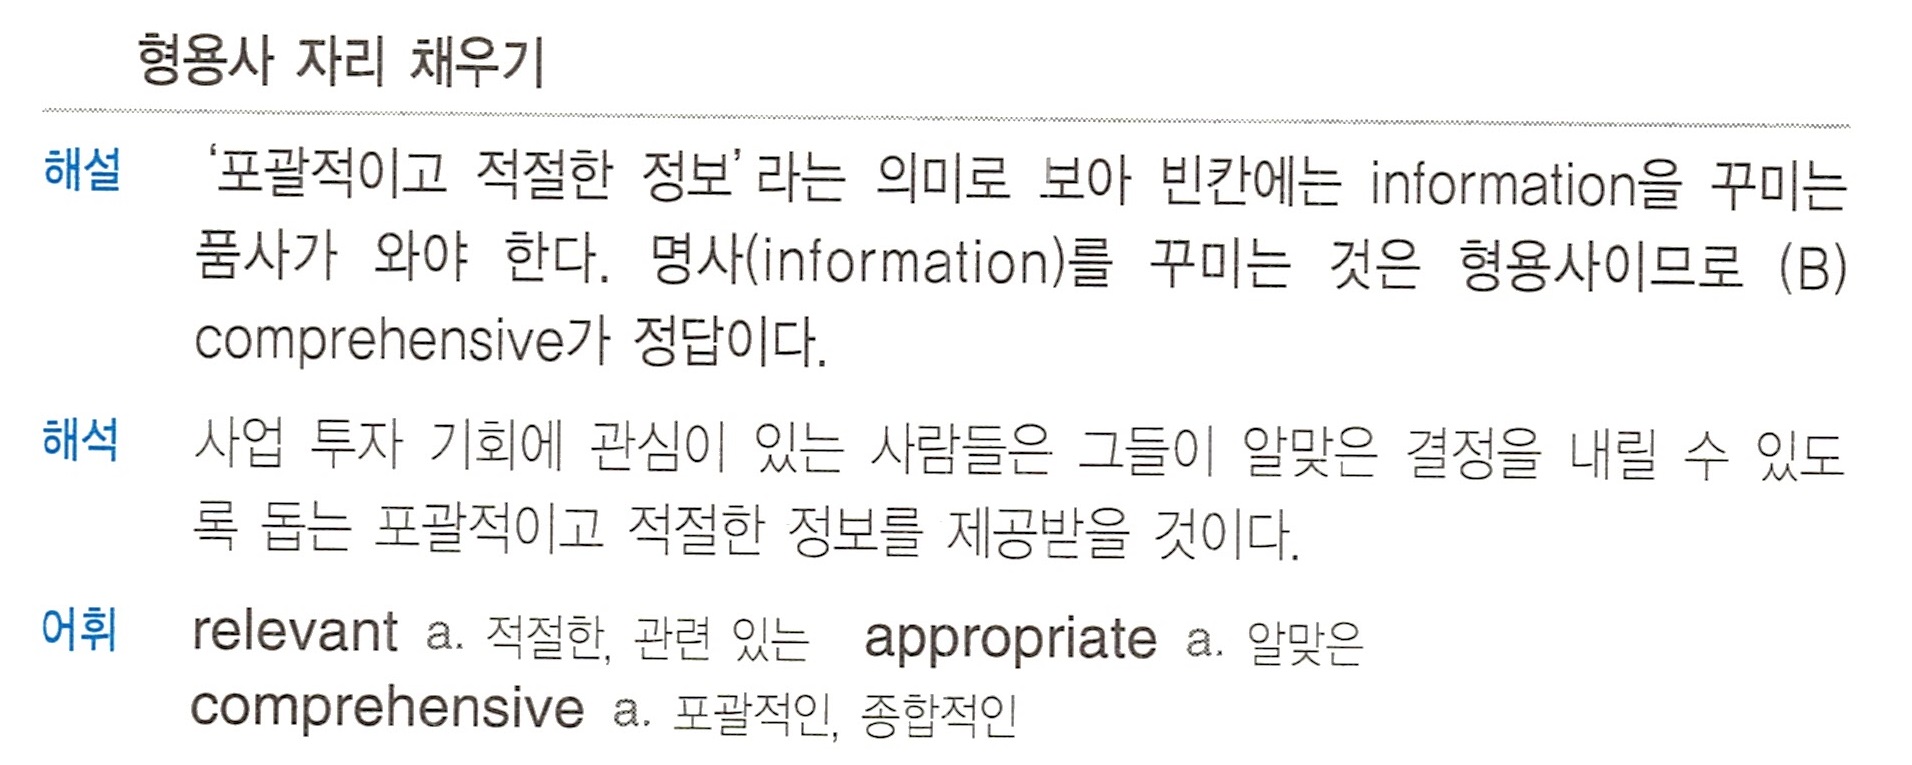 형용사 자리 채우기
해설 '포괄적이고 적절한 정보'라는 의미로 보아 빈칸에는 information을 꾸미는
품사가 와야 한다. 명사(information)를 꾸미는 것은 형용사이므로 (B)
comprehensive가 정답이다.
해석 사업 투자 기회에 관심이 있는 사람들은 그들이 알맞은 결정을 내릴 수 있도
록 돕는 포괄적이고 적절한 정보를 제공받을 것이다.
어휘 relevant a. 적절한, 관련 있는 appropriate a. 알맞은
comprehensive a. 포괄적인, 종합적인